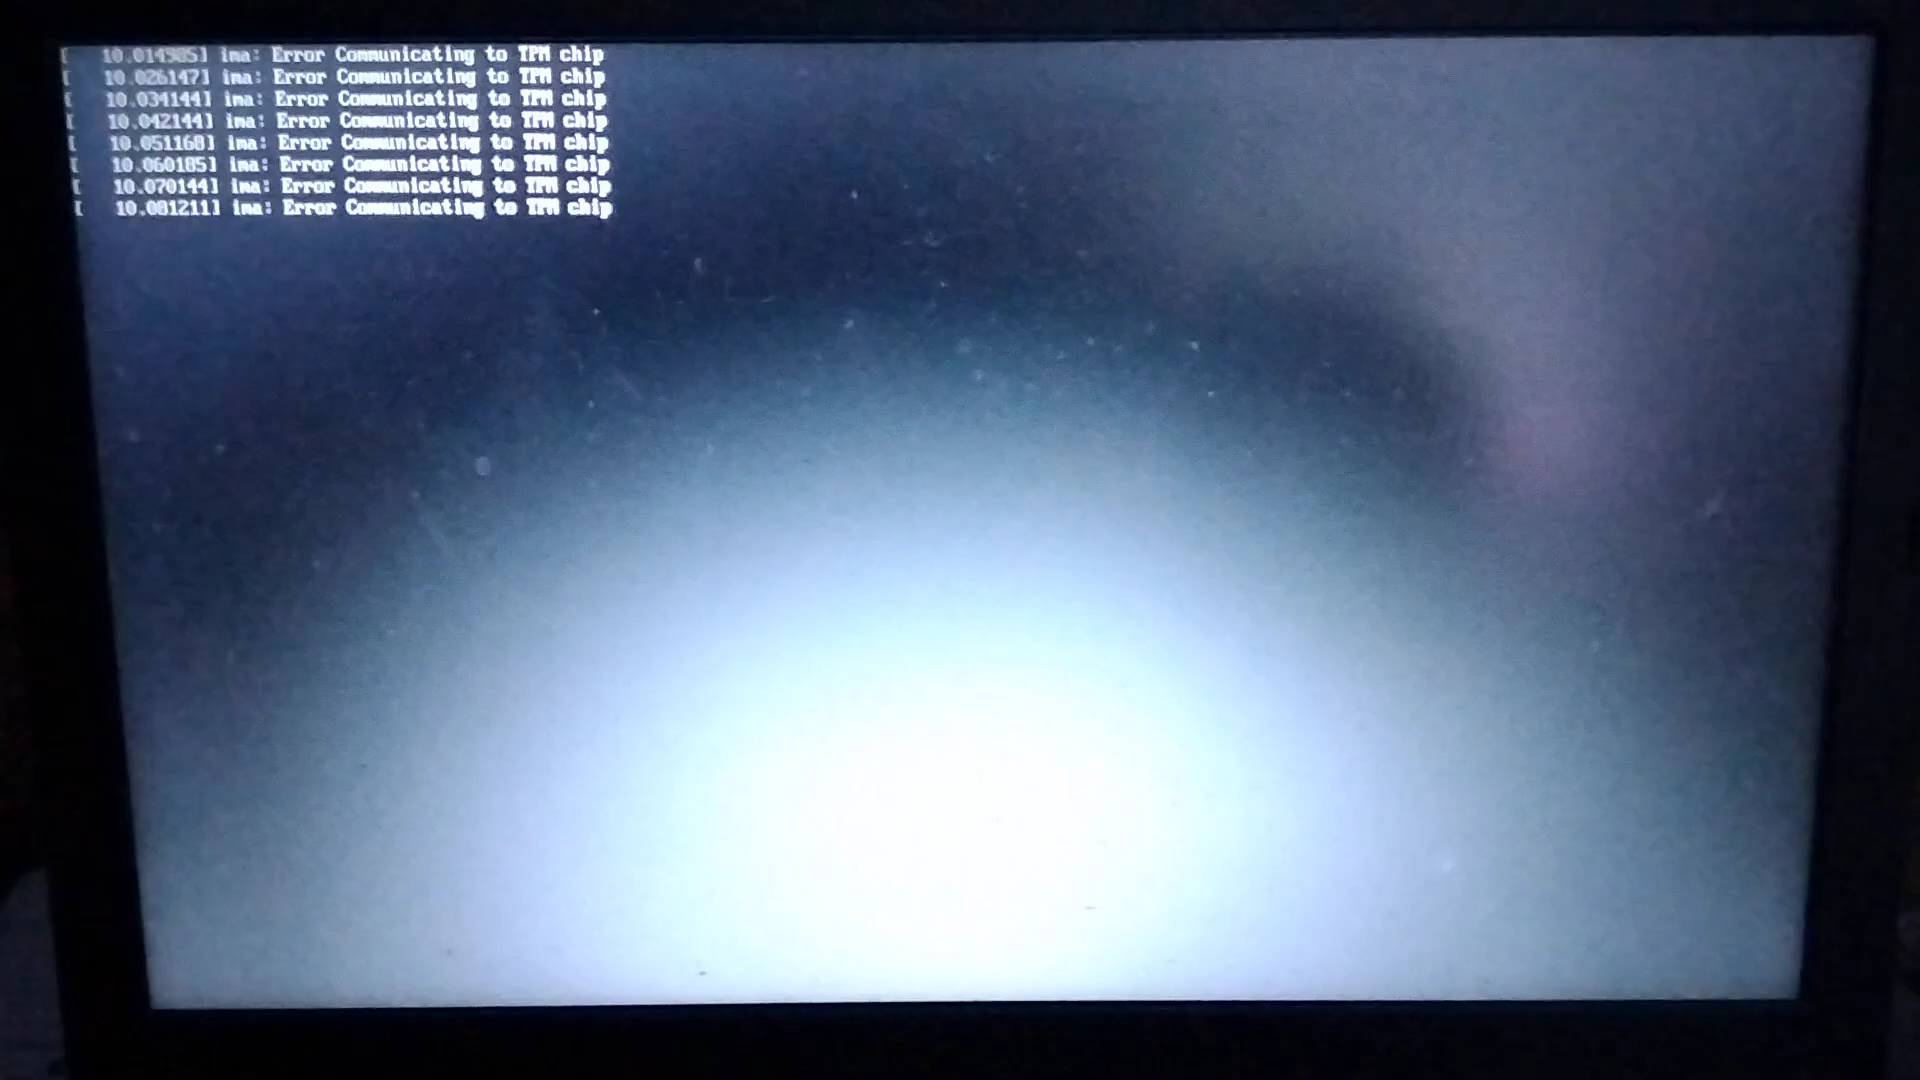 [   10.014985] ima: Error Communicating to TPM chip
[   10.026147] ima: Error Communicating to TPM chip
[   10.034144] ima: Error Communicating to TPM chip
[   10.042144] ima: Error Communicating to TPM chip
[   10.051168] ima: Error Communicating to TPM chip
[   10.060185] ima: Error Communicating to TPM chip
[   10.070144] ima: Error Communicating to TPM chip
[   10.081211] ima: Error Communicating to TPM chip